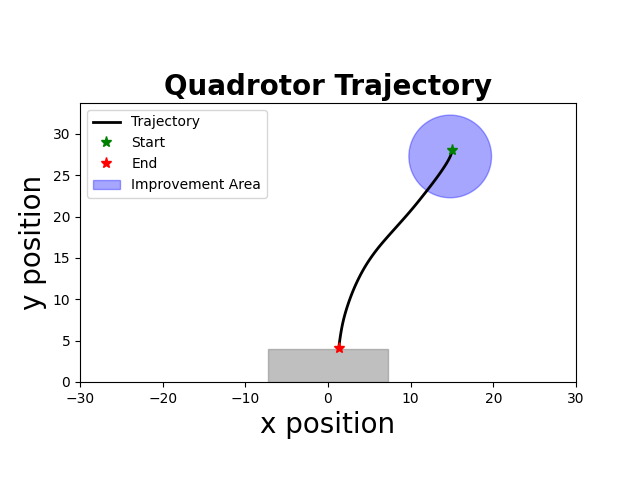 Quadrotor Trajectory
Trajectory
Start
End
Improvement Area
y position
30
25
20
15
10
5
0
−30
−20
−10
0
10
20
30
x position